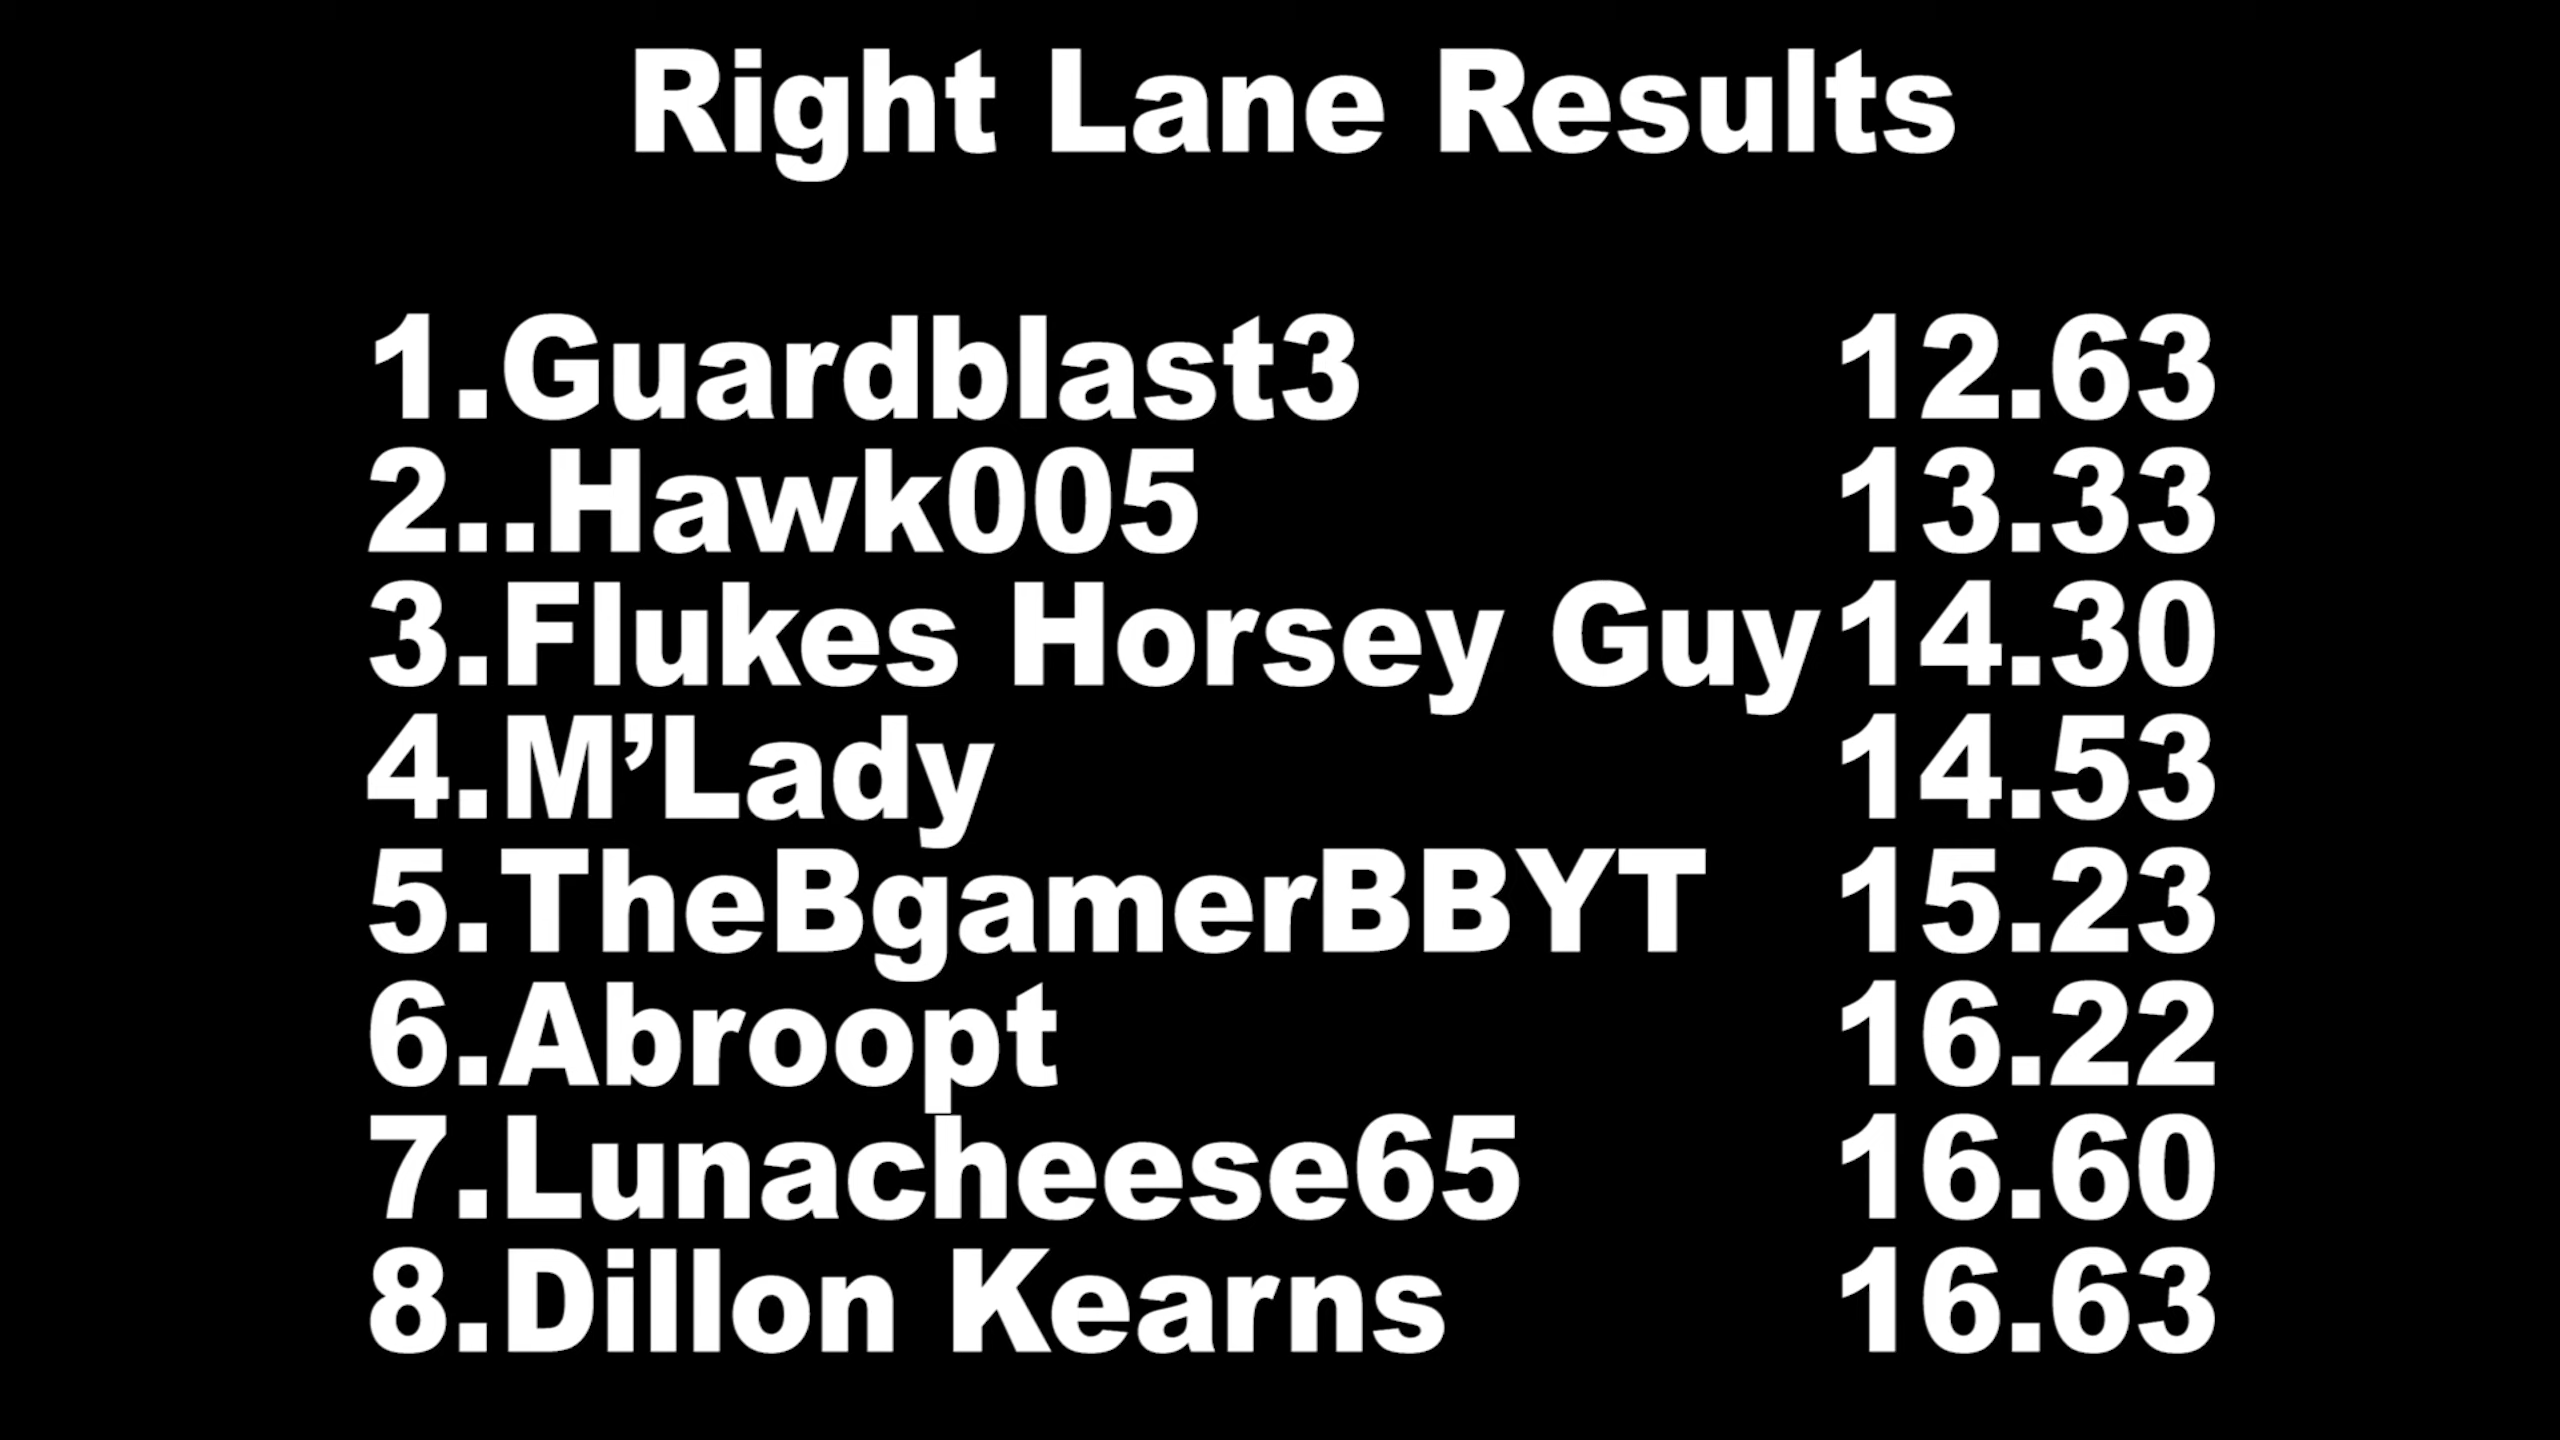 Right Lane Results
1.Guardblast3 12.63
2..Hawk005 13.33
3.Flukes Horsey Guy 14.30
4.M’Lady 14.53
5.TheBgamerBBYT 15.23
6.Abroopt 16.22
7.Lunacheese65 16.60
8.Dillon Kearns 16.63